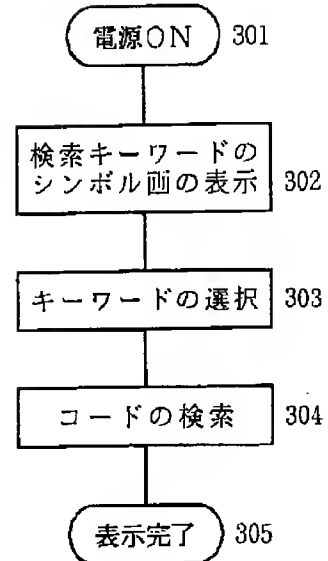 電源ON 301
検索キーワードの
シンボル画の表示 302
キーワードの選択 303
コードの検索 304
表示完了 305